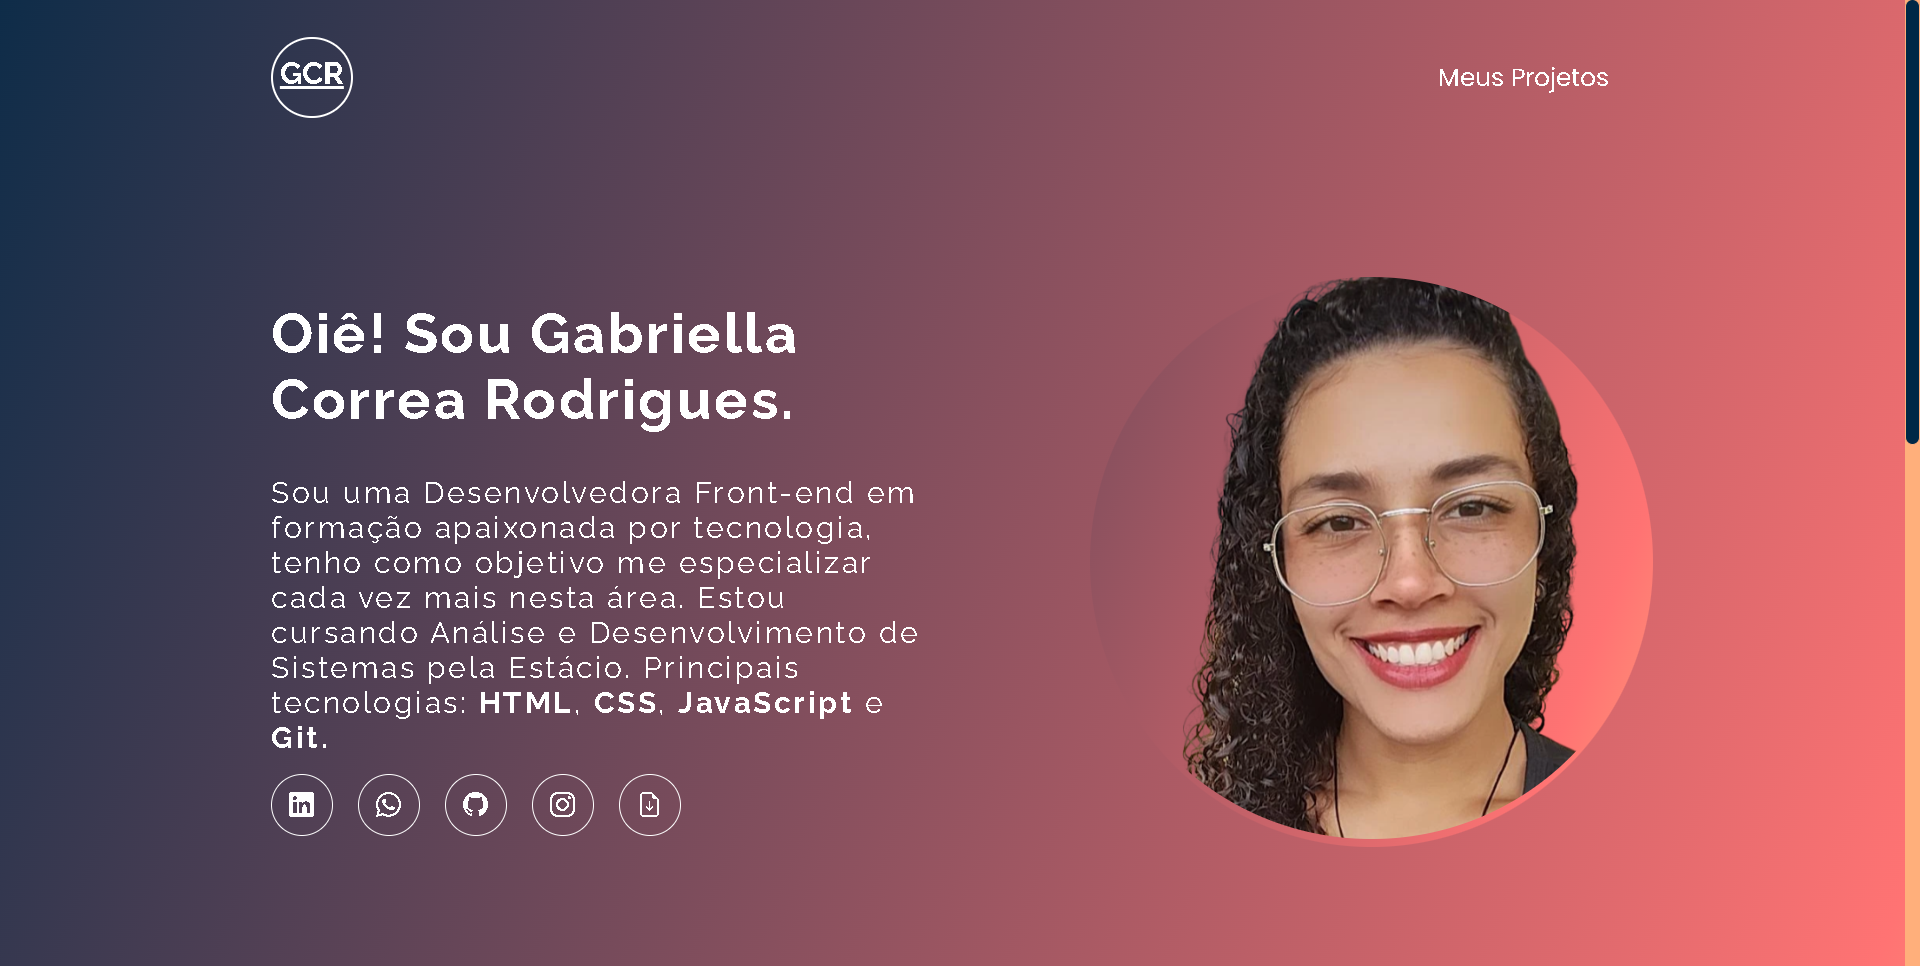 GCR
Meus Projetos
Oiê! Sou Gabriella
Correa Rodrigues.
Sou uma Desenvolvedora Front-end em
formação apaixonada por tecnologia,
tenho como objetivo me especializar
cada vez mais nesta área. Estou
cursando Análise e Desenvolvimento de
Sistemas pela Estácio. Principais
tecnologias: HTML, CSS, JavaScript e
Git.
in